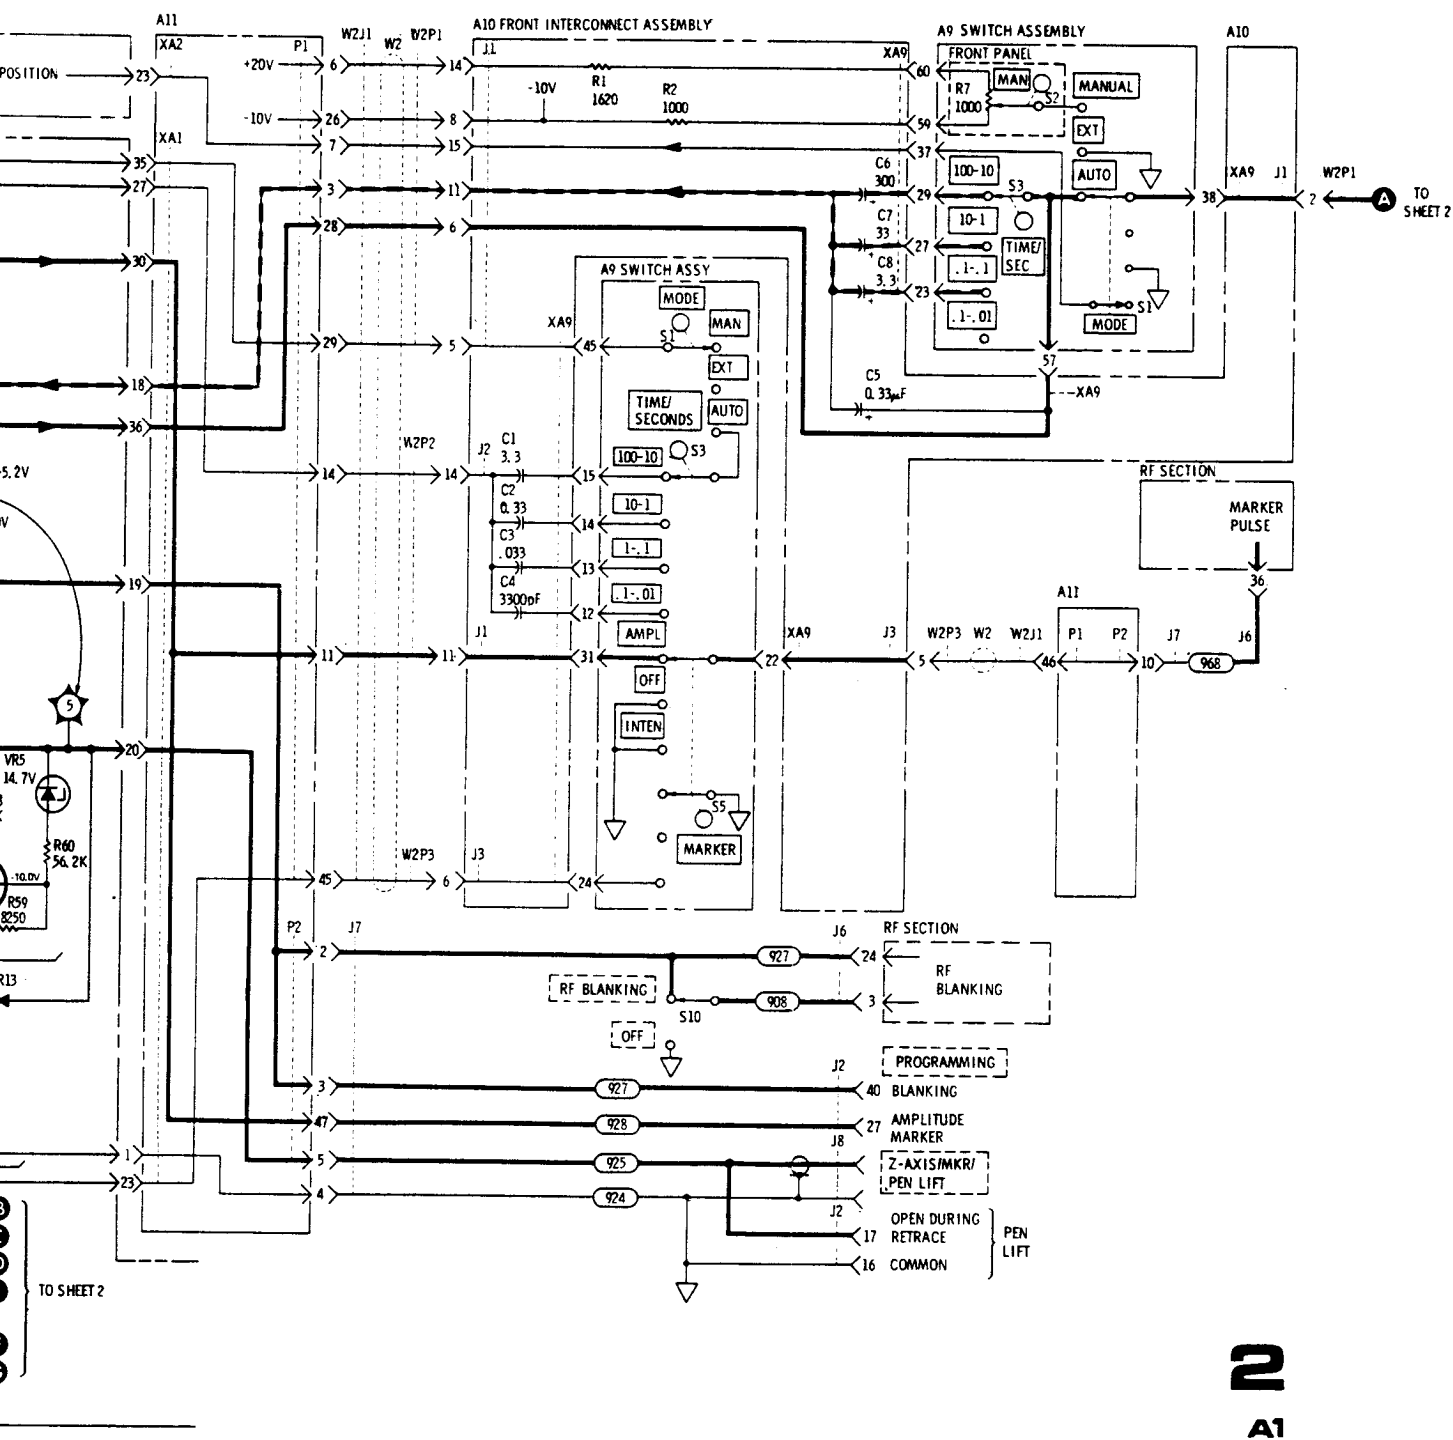 A11
XA2
P1
W2J1
W2
W2P1
A10 FRONT INTERCONNECT ASSEMBLY
J1
XA9
A9 SWITCH ASSEMBLY
FRONT PANEL
A10
POSITION
23
+20V
6
14
R1
1620
60
R7
1000
MAN
S2
MANUAL
-10V
R2
1000
-10V
26
8
59
EXT
XA1
7
15
37
35
27
3
11
C6
300
29
100-10
S3
AUTO
38
XA9
J1
2
W2P1
A
TO
SHEET 2
28
6
C7
33
27
10-1
TIME/
SEC
30
C8
3.3
23
.1-.1
.1-.01
S1
MODE
A9 SWITCH ASSY
MODE
S1
MAN
XA9
29
5
45
57
XA9
EXT
18
C5
0.33µF
TIME/
SECONDS
AUTO
36
W2P2
J2
C1
3.3
S3
100-10
-5.2V
14
14
15
RF SECTION
MARKER
PULSE
C2
0.33
14
10-1
C3
.033
13
1-.1
19
C4
3300pF
12
.1-.01
36
J1
AMPL
XA9
J3
W2P3
W2
W2J1
A11
P1
P2
J7
J6
11
11
31
22
5
46
10
968
OFF
5
INTEN
20
VR5
14.7V
S5
R60
56.2K
MARKER
-10.0V
R59
8250
W2P3
J3
45
6
24
P2
J7
J6
RF SECTION
2
927
24
RF
BLANKING
R13
RF BLANKING
S10
908
3
OFF
J2
PROGRAMMING
3
927
40
BLANKING
47
928
27
AMPLITUDE
MARKER
J8
1
5
925
Z-AXIS/MKR/
PEN LIFT
23
4
924
J2
17
OPEN DURING
RETRACE
PEN
LIFT
16
COMMON
TO SHEET 2
2
A1